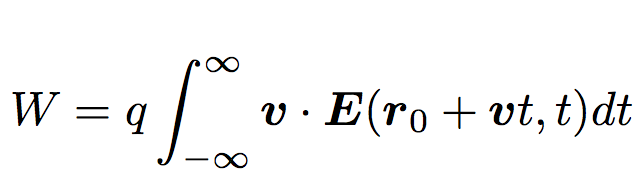 W = q ∫_{-∞}^{∞} v · E(r₀ + vt, t)dt